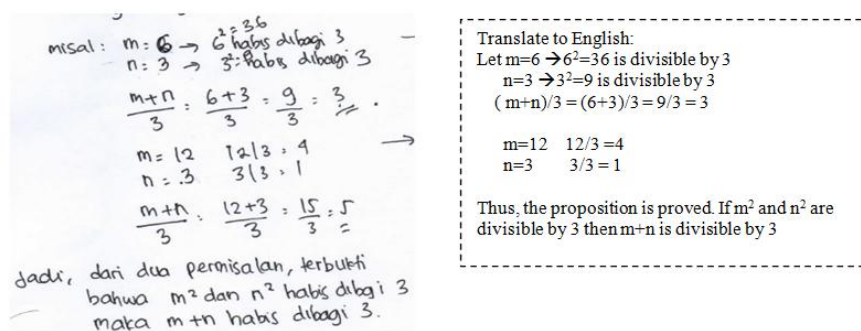 6²=36
misal : m = 6 → 6² habis dibagi 3
n = 3 → 3² = habis dibagi 3
m+n/3 = 6+3/3 = 9/3 = 3 .
m = 12 12/3 = 4
n = 3 3/3 = 1
m+n/3 = 12+3/3 = 15/3 = 5
Jadi, dari dua permisalan, terbukti
bahwa m² dan n² habis dibgi 3
maka m+n habis dibagi 3.
→
Translate to English:
Let m=6 →6²=36 is divisible by 3
n=3 →3²=9 is divisible by 3
( m+n)/3 = (6+3)/3 = 9/3 = 3
m=12 12/3 =4
n=3 3/3 = 1
Thus, the proposition is proved. If m² and n² are
divisible by 3 then m+n is divisible by 3